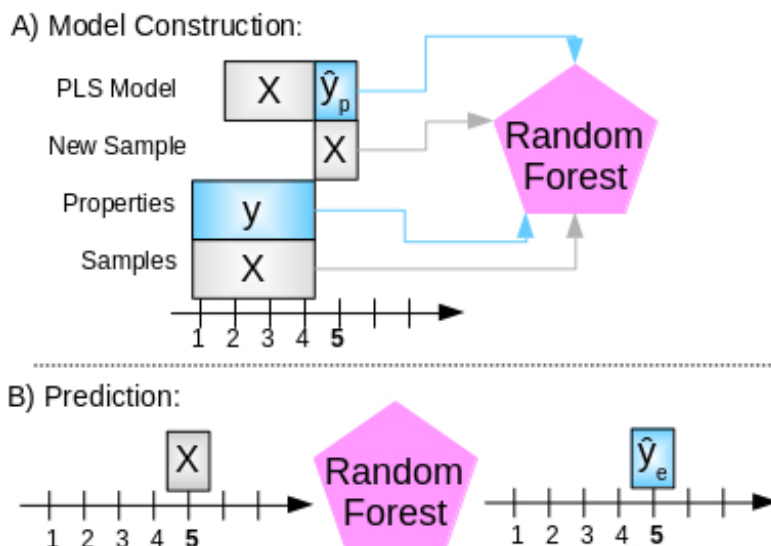 A) Model Construction:
PLS Model
X
ŷp
New Sample
X
Random
Forest
Properties
y
Samples
X
1 2 3 4 5
B) Prediction:
X
Random
Forest
ŷe
1 2 3 4 5
1 2 3 4 5